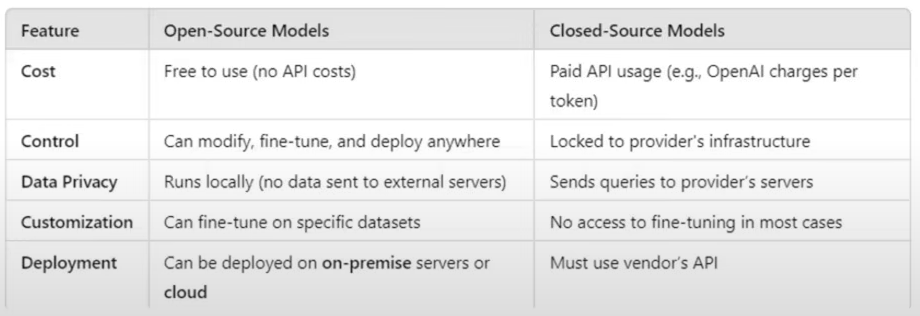 Feature Open-Source Models Closed-Source Models
Cost Free to use (no API costs) Paid API usage (e.g., OpenAI charges per
token)
Control Can modify, fine-tune, and deploy anywhere Locked to provider's infrastructure
Data Privacy Runs locally (no data sent to external servers) Sends queries to provider's servers
Customization Can fine-tune on specific datasets No access to fine-tuning in most cases
Deployment Can be deployed on on-premise servers or Must use vendor's API
cloud